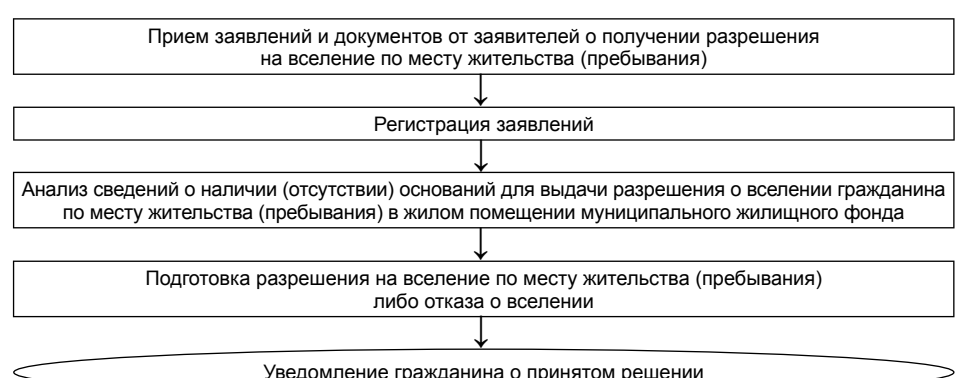 Прием заявлений и документов от заявителей о получении разрешения
на вселение по месту жительства (пребывания)
Регистрация заявлений
Анализ сведений о наличии (отсутствии) оснований для выдачи разрешения о вселении гражданина
по месту жительства (пребывания) в жилом помещении муниципального жилищного фонда
Подготовка разрешения на вселение по месту жительства (пребывания)
либо отказа о вселении
Уведомление гражданина о принятом решении